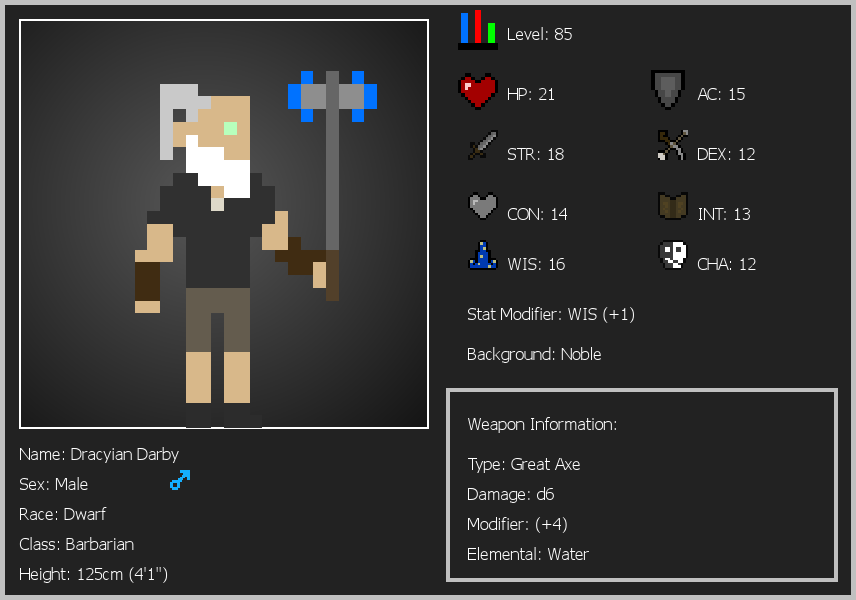 Level: 85
HP: 21
AC: 15
STR: 18
DEX: 12
CON: 14
INT: 13
WIS: 16
CHA: 12
Stat Modifier: WIS (+1)
Background: Noble
Weapon Information:
Type: Great Axe
Damage: d6
Modifier: (+4)
Elemental: Water
Name: Dracyian Darby
Sex: Male
Race: Dwarf
Class: Barbarian
Height: 125cm (4'1")